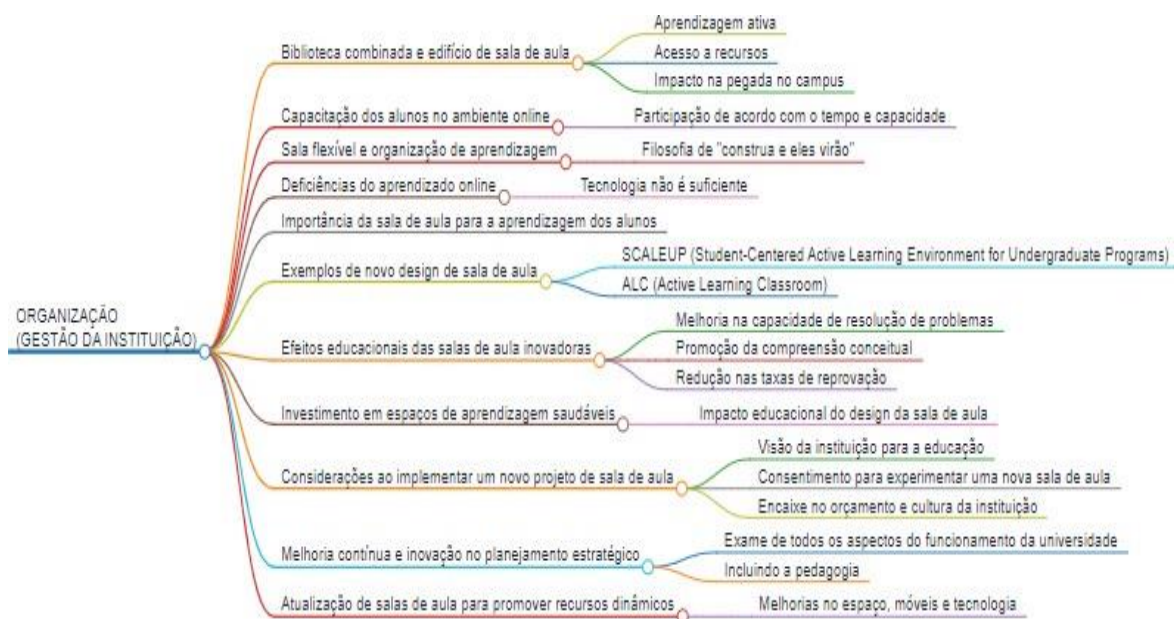 ORGANIZAÇÃO
(GESTÃO DA INSTITUIÇÃO)
Biblioteca combinada e edifício de sala de aula
Aprendizagem ativa
Acesso a recursos
Impacto na pegada no campus
Capacitação dos alunos no ambiente online
Participação de acordo com o tempo e capacidade
Sala flexível e organização de aprendizagem
Filosofia de "construa e eles virão"
Deficiências do aprendizado online
Tecnologia não é suficiente
Importância da sala de aula para a aprendizagem dos alunos
Exemplos de novo design de sala de aula
SCALEUP (Student-Centered Active Learning Environment for Undergraduate Programs)
ALC (Active Learning Classroom)
Efeitos educacionais das salas de aula inovadoras
Melhoria na capacidade de resolução de problemas
Promoção da compreensão conceitual
Redução nas taxas de reprovação
Investimento em espaços de aprendizagem saudáveis
Impacto educacional do design da sala de aula
Considerações ao implementar um novo projeto de sala de aula
Visão da instituição para a educação
Consentimento para experimentar uma nova sala de aula
Encaixe no orçamento e cultura da instituição
Melhoria contínua e inovação no planejamento estratégico
Exame de todos os aspectos do funcionamento da universidade
Incluindo a pedagogia
Atualização de salas de aula para promover recursos dinâmicos
Melhorias no espaço, móveis e tecnologia